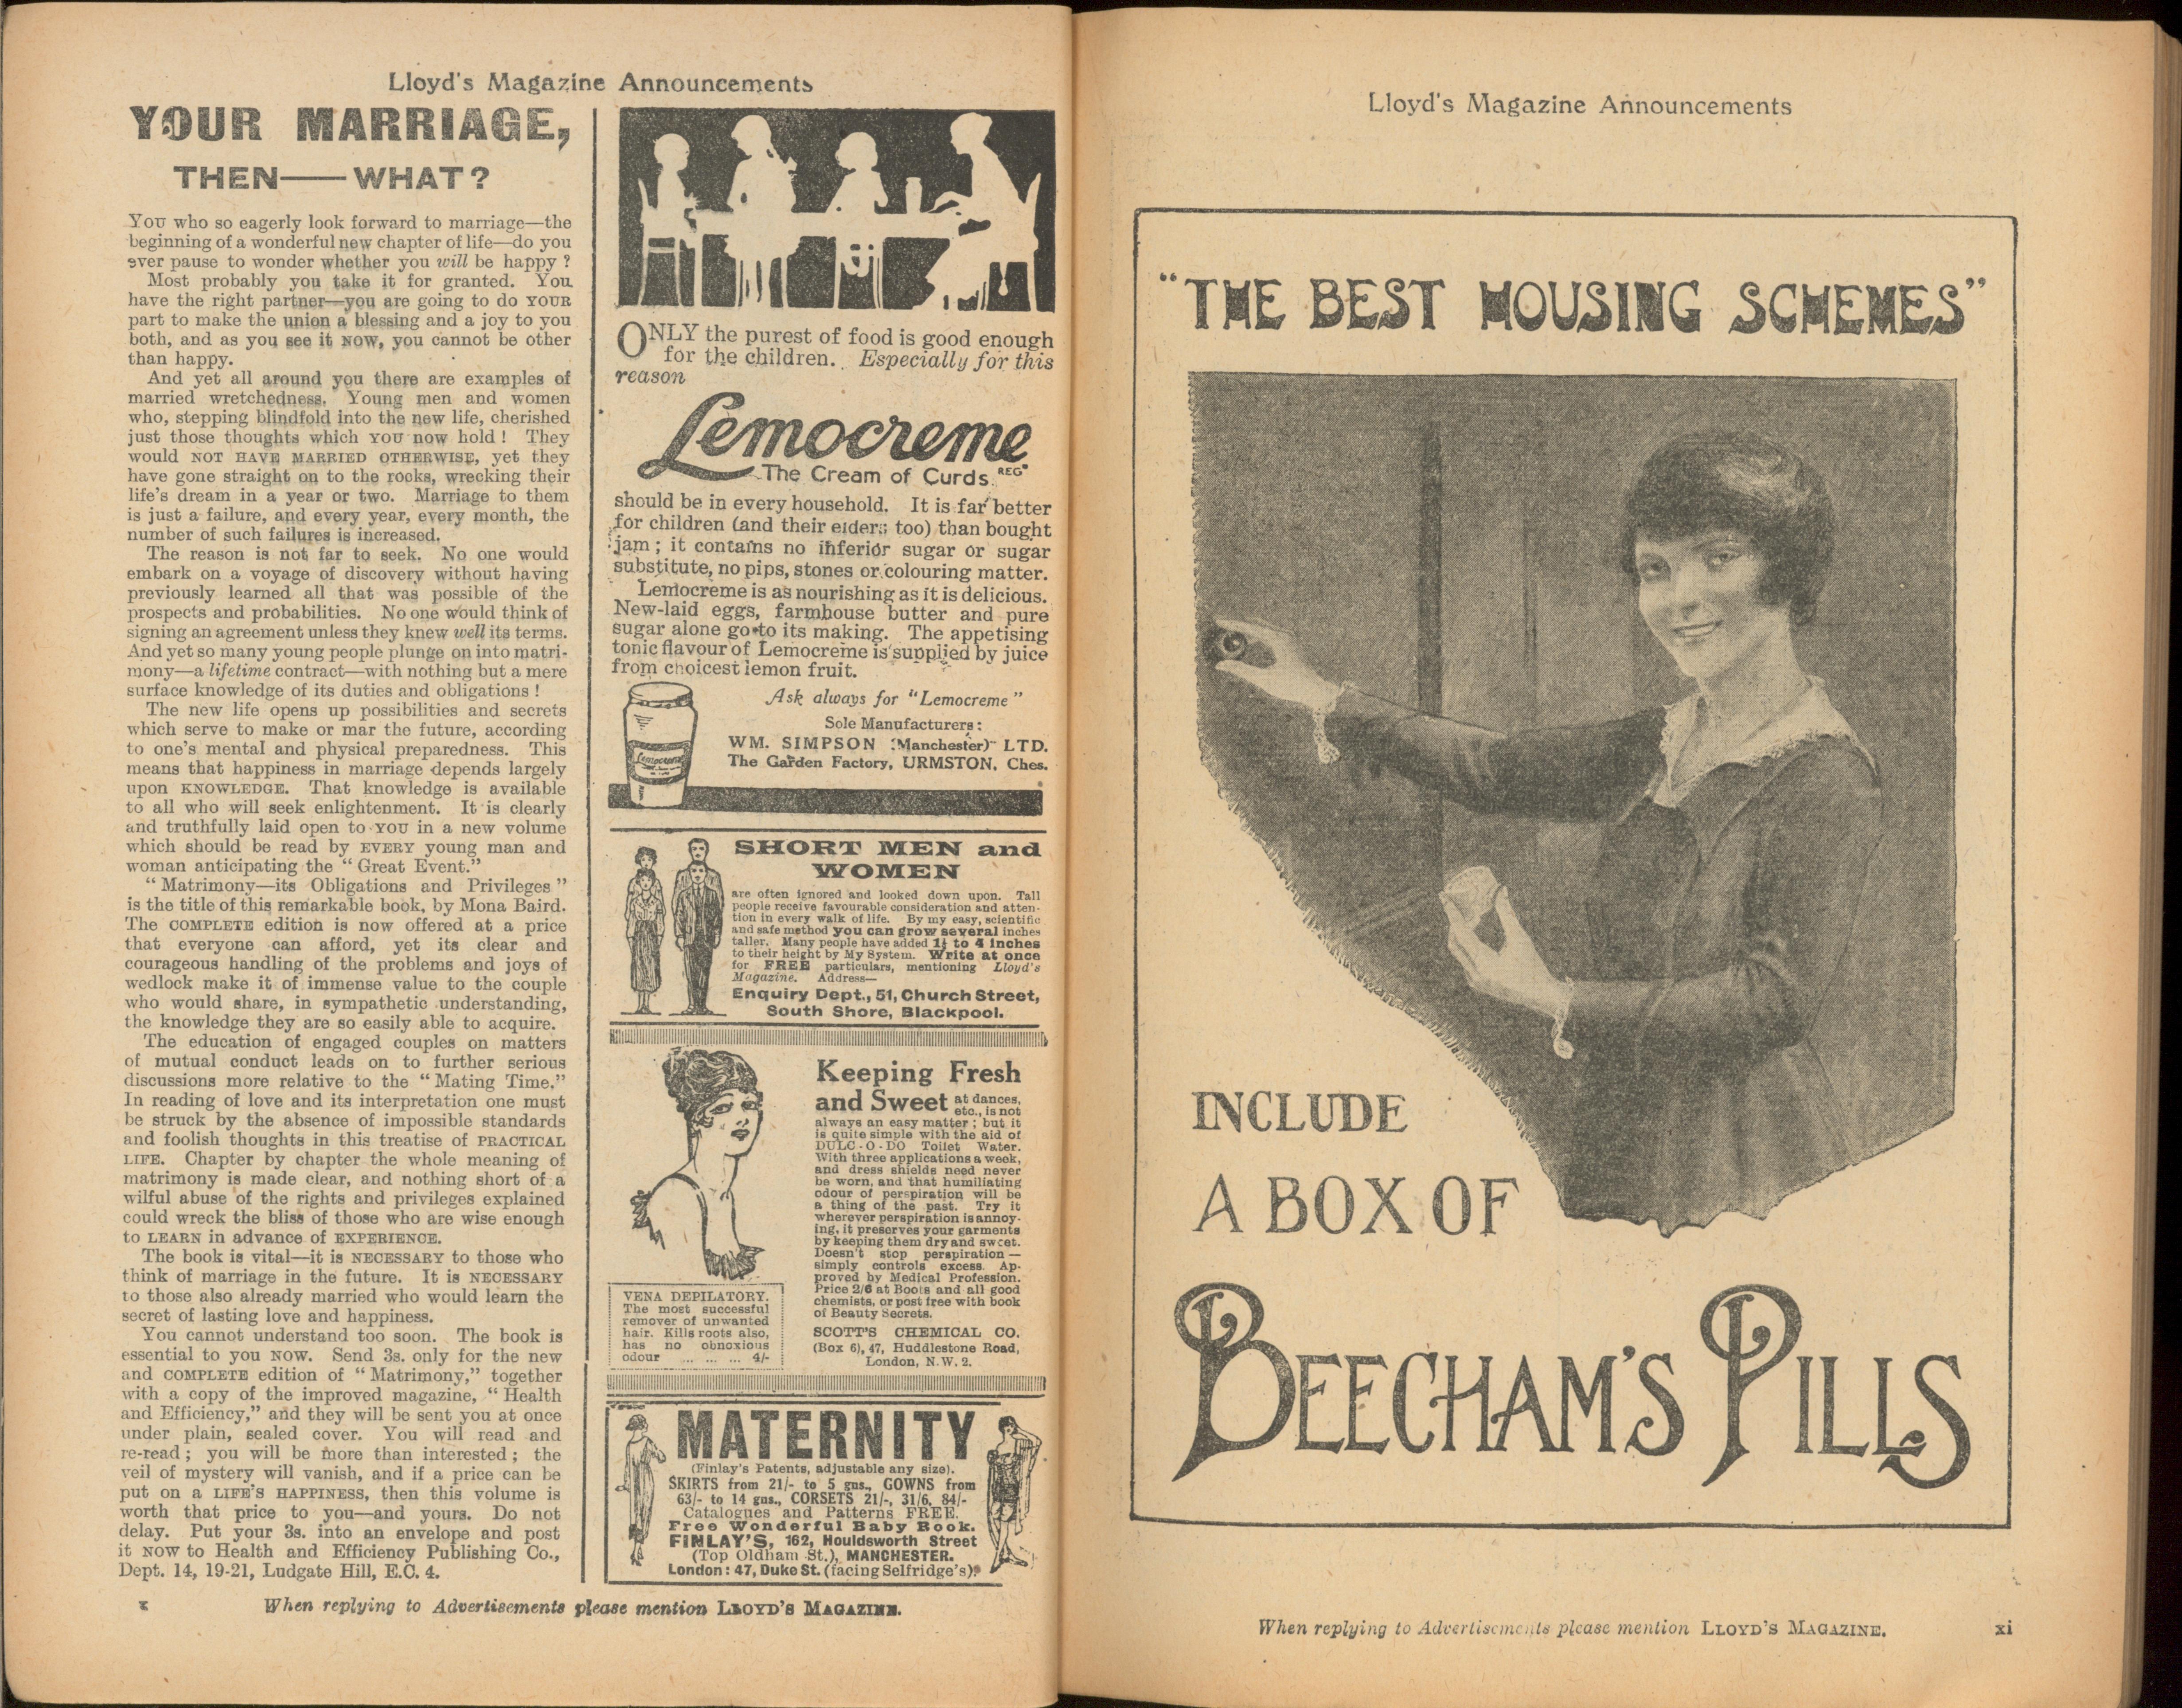 Lloyd's Magazine Announcements
YOUR MARRIAGE,
THEN—WHAT?
YOU who so eagerly look forward to marriage—the
beginning of a wonderful new chapter of life—do you
ever pause to wonder whether you will be happy ?
Most probably you take it for granted. You
have the right partner—you are going to do YOUR
part to make the union a blessing and a joy to you
both, and as you see it NOW, you cannot be other
than happy.
And yet all around you there are examples of
married wretchedness. Young men and women
who, stepping blindfold into the new life, cherished
just those thoughts which YOU now hold ! They
would NOT HAVE MARRIED OTHERWISE, yet they
have gone straight on to the rocks, wrecking their
life's dream in a year or two. Marriage to them
is just a failure, and every year, every month, the
number of such failures is increased.
The reason is not far to seek. No one would
embark on a voyage of discovery without having
previously learned all that was possible of the
prospects and probabilities. No one would think of
signing an agreement unless they knew well its terms.
And yet so many young people plunge on into matri-
mony—a lifetime contract—with nothing but a mere
surface knowledge of its duties and obligations !
The new life opens up possibilities and secrets
which serve to make or mar the future, according
to one's mental and physical preparedness. This
means that happiness in marriage depends largely
upon KNOWLEDGE. That knowledge is available
to all who will seek enlightenment. It is clearly
and truthfully laid open to YOU in a new volume
which should be read by EVERY young man and
woman anticipating the "Great Event."
"Matrimony—its Obligations and Privileges"
is the title of this remarkable book, by Mona Baird.
The COMPLETE edition is now offered at a price
that everyone can afford, yet its clear and
courageous handling of the problems and joys of
wedlock make it of immense value to the couple
who would share, in sympathetic understanding,
the knowledge they are so easily able to acquire.
The education of engaged couples on matters
of mutual conduct leads on to further serious
discussions more relative to the "Mating Time."
In reading of love and its interpretation one must
be struck by the absence of impossible standards
and foolish thoughts in this treatise of PRACTICAL
LIFE. Chapter by chapter the whole meaning of
matrimony is made clear, and nothing short of a
wilful abuse of the rights and privileges explained
could wreck the bliss of those who are wise enough
to LEARN in advance of EXPERIENCE.
The book is vital—it is NECESSARY to those who
think of marriage in the future. It is NECESSARY
to those also already married who would learn the
secret of lasting love and happiness.
You cannot understand too soon. The book is
essential to you NOW. Send 3s. only for the new
and COMPLETE edition of "Matrimony," together
with a copy of the improved magazine, "Health
and Efficiency," and they will be sent you at once
under plain, sealed cover. You will read and
re-read ; you will be more than interested ; the
veil of mystery will vanish, and if a price can be
put on a LIFE'S HAPPINESS, then this volume is
worth that price to you—and yours. Do not
delay. Put your 3s. into an envelope and post
it NOW to Health and Efficiency Publishing Co.,
Dept. 14, 19-21, Ludgate Hill, E.C. 4.
ONLY the purest of food is good enough
for the children. Especially for this
reason
Lemocreme
The Cream of Curds. REG⁠ᴰ
should be in every household. It is far better
for children (and their elders too) than bought
jam ; it contains no inferior sugar or sugar
substitute, no pips, stones or colouring matter.
Lemocreme is as nourishing as it is delicious.
New-laid eggs, farmhouse butter and pure
sugar alone go to its making. The appetising
tonic flavour of Lemocreme is supplied by juice
from choicest lemon fruit.
Ask always for "Lemocreme"
Sole Manufacturers :
WM. SIMPSON (Manchester) LTD.
The Garden Factory, URMSTON, Ches.
Lemocreme
SHORT MEN and
WOMEN
are often ignored and looked down upon. Tall
people receive favourable consideration and atten-
tion in every walk of life. By my easy, scientific
and safe method you can grow several inches
taller. Many people have added 1½ to 4 inches
to their height by My System. Write at once
for FREE particulars, mentioning Lloyd's
Magazine. Address—
Enquiry Dept., 51, Church Street,
South Shore, Blackpool.
Keeping Fresh
and Sweet at dances,
etc., is not
always an easy matter ; but it
is quite simple with the aid of
DULC-O-DO Toilet Water.
With three applications a week,
and dress shields need never
be worn, and that humiliating
odour of perspiration will be
a thing of the past. Try it
wherever perspiration is annoy-
ing, it preserves your garments
by keeping them dry and sweet.
Doesn't stop perspiration—
simply controls excess. Ap-
proved by Medical Profession.
Price 2/6 at Boots and all good
chemists, or post free with book
of Beauty Secrets.
SCOTT'S CHEMICAL CO.
(Box 6), 47, Huddlestone Road,
London, N.W. 2.
VENA DEPILATORY.
The most successful
remover of unwanted
hair. Kills roots also,
has no obnoxious
odour ... ... ... 4/-
MATERNITY
(Finlay's Patents, adjustable any size).
SKIRTS from 21/- to 5 gns., GOWNS from
63/- to 14 gns., CORSETS 21/-, 31/6, 84/-
Catalogues and Patterns FREE.
Free Wonderful Baby Book.
FINLAY'S, 162, Houldsworth Street
(Top Oldham St.), MANCHESTER.
London : 47, Duke St. (facing Selfridge's).
x When replying to Advertisements please mention LLOYD'S MAGAZINE.
Lloyd's Magazine Announcements
"THE BEST HOUSING SCHEMES"
INCLUDE
A BOX OF
BEECHAM'S PILLS
When replying to Advertisements please mention LLOYD'S MAGAZINE. xi